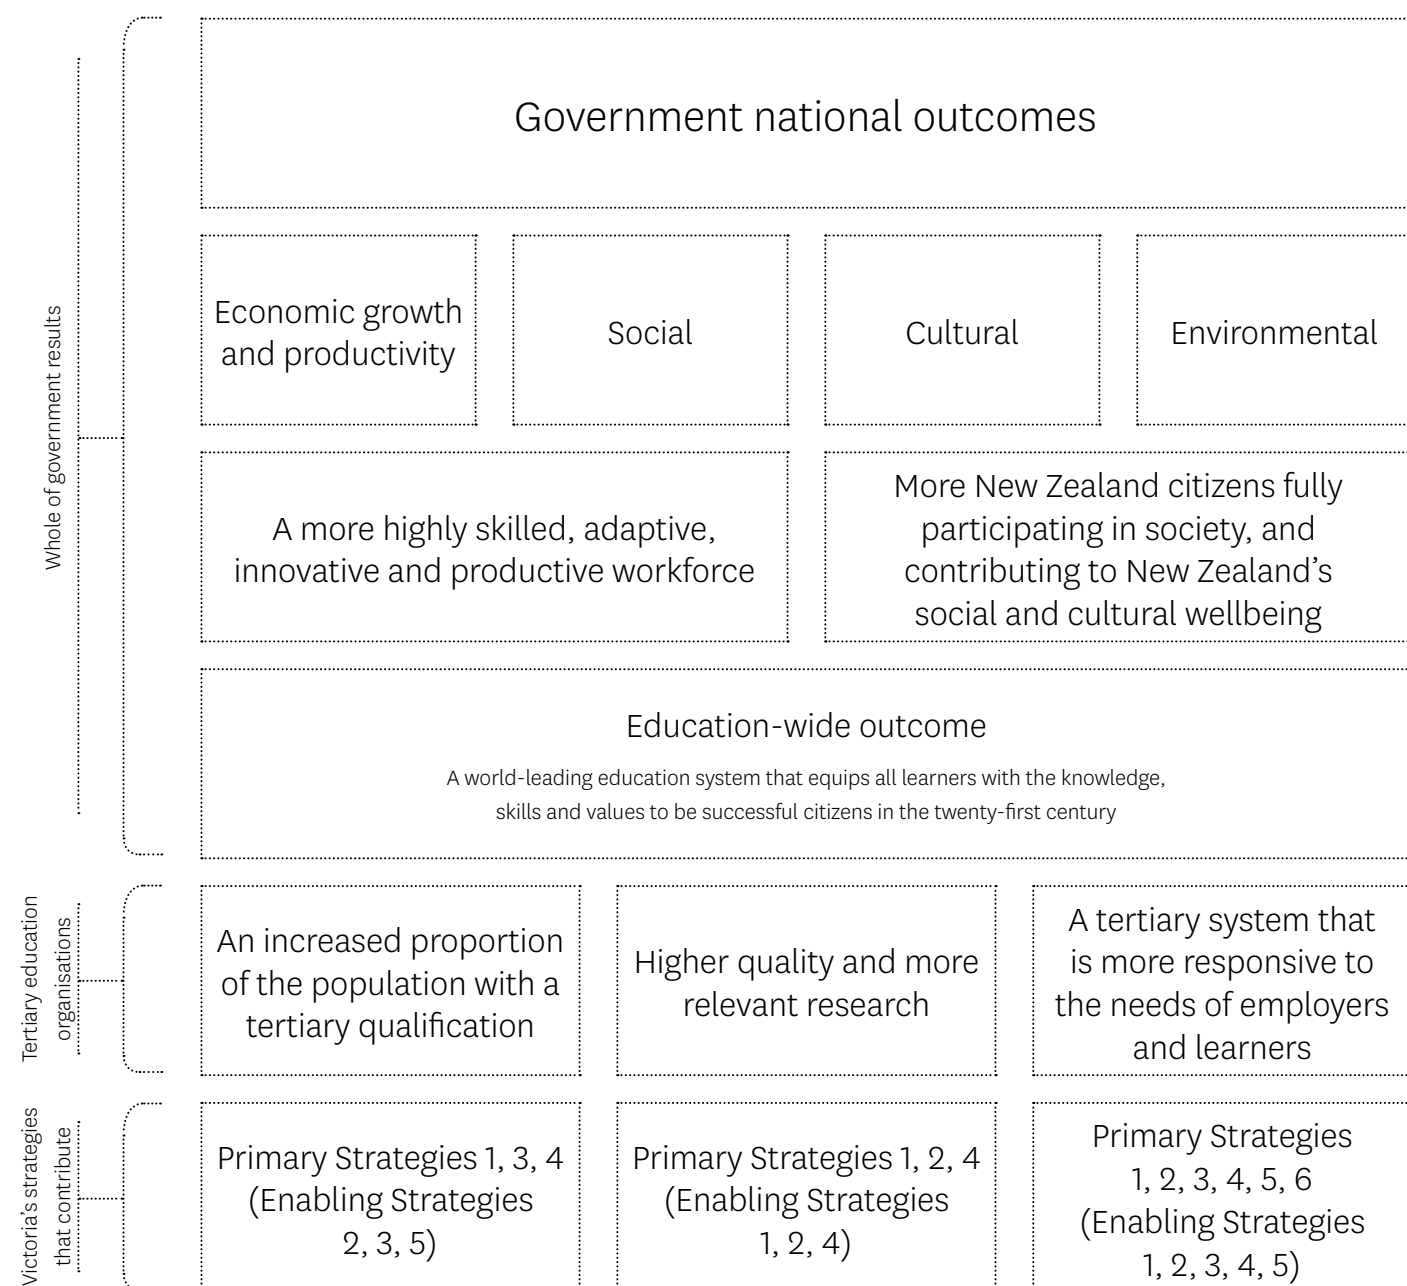 Whole of government results
Government national outcomes
Economic growth
and productivity
Social
Cultural
Environmental
A more highly skilled, adaptive,
innovative and productive workforce
More New Zealand citizens fully
participating in society, and
contributing to New Zealand’s
social and cultural wellbeing
Education-wide outcome
A world-leading education system that equips all learners with the knowledge,
skills and values to be successful citizens in the twenty-first century
Tertiary education
organisations
An increased proportion
of the population with a
tertiary qualification
Higher quality and more
relevant research
A tertiary system that
is more responsive to
the needs of employers
and learners
Victoria’s strategies
that contribute
Primary Strategies 1, 3, 4
(Enabling Strategies
2, 3, 5)
Primary Strategies 1, 2, 4
(Enabling Strategies
1, 2, 4)
Primary Strategies
1, 2, 3, 4, 5, 6
(Enabling Strategies
1, 2, 3, 4, 5)